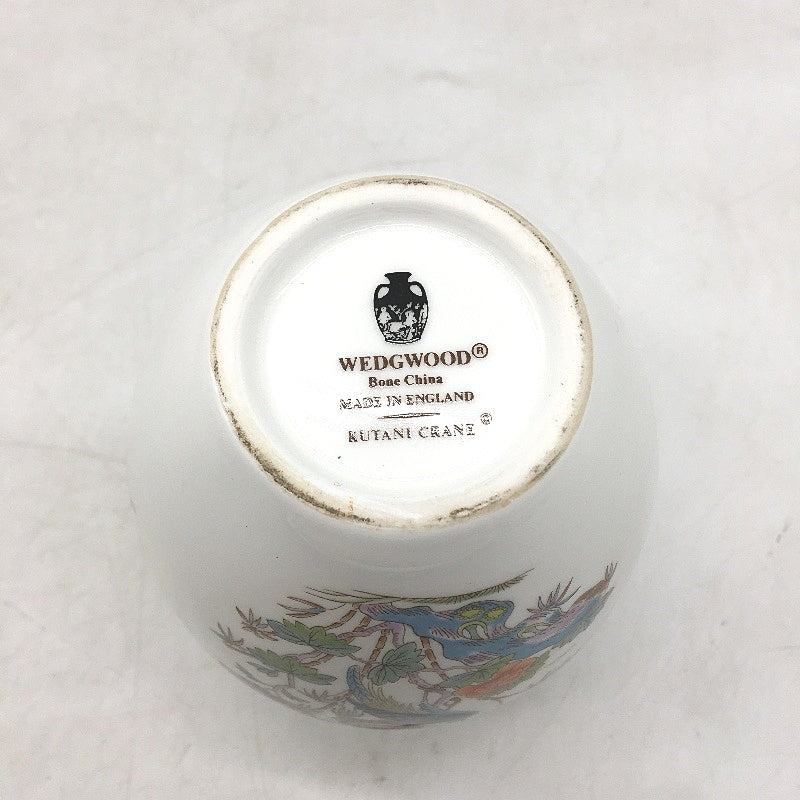 WEDGWOOD®
Bone China
MADE IN ENGLAND
KUTANI CRANE ©